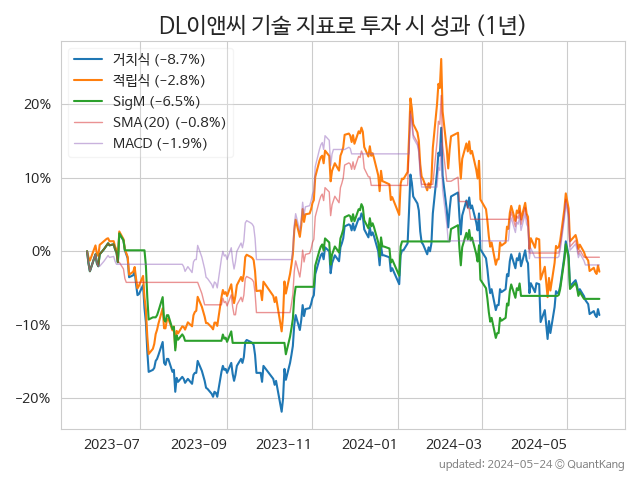 DL이앤씨 기술 지표로 투자 시 성과 (1년)
거치식 (-8.7%)
적립식 (-2.8%)
SigM (-6.5%)
SMA(20) (-0.8%)
MACD (-1.9%)
20%
10%
0%
-10%
-20%
2023-07 2023-09 2023-11 2024-01 2024-03 2024-05
updated: 2024-05-24 © QuantKang